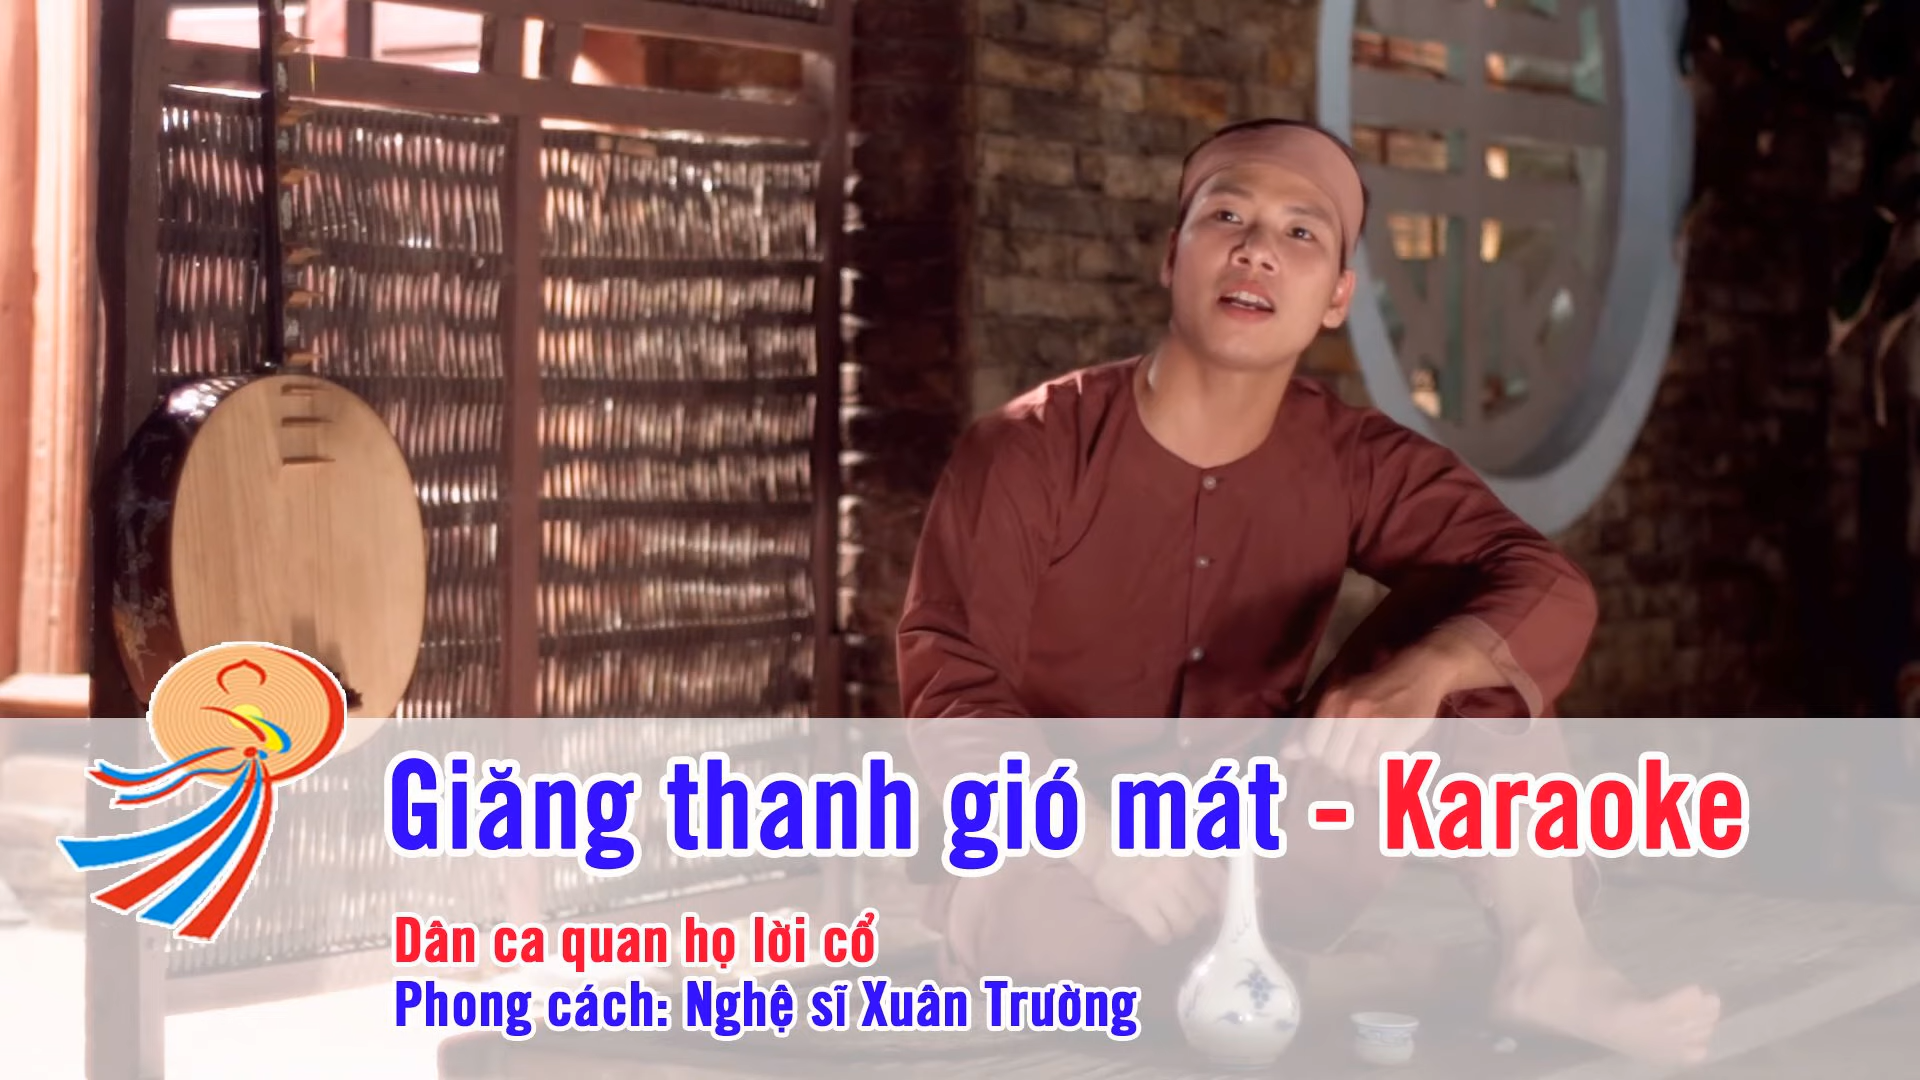 Giăng thanh gió mát - Karaoke
Dân ca quan họ lời cổ
Phong cách: Nghệ sĩ Xuân Trường